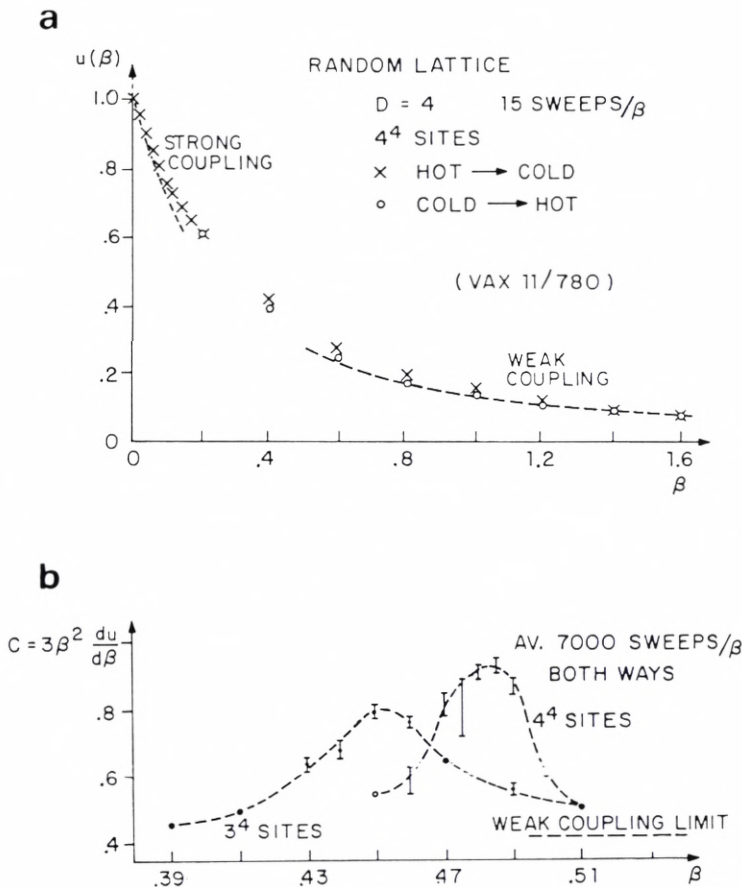 a
u(β)
RANDOM LATTICE
D = 4 15 SWEEPS/β
4⁴ SITES
× HOT → COLD
○ COLD → HOT
(VAX 11/780)
STRONG
COUPLING
WEAK
COUPLING
1.0
.8
.6
.4
.2
0
0 .4 .8 1.2 1.6
β
b
C = 3β² du/dβ
AV. 7000 SWEEPS/β
BOTH WAYS
4⁴ SITES
3⁴ SITES
WEAK COUPLING LIMIT
.8
.6
.4
.39 .43 .47 .51 β